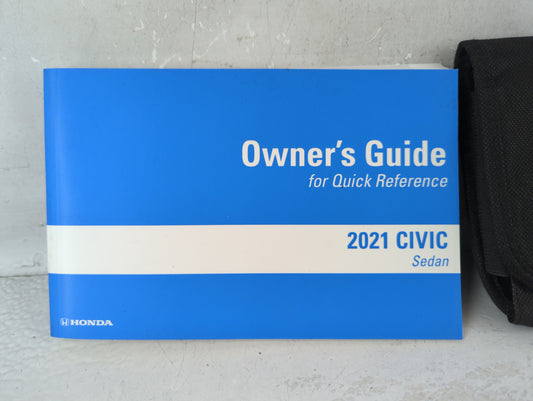 Owner's Guide
for Quick Reference
2021 CIVIC
Sedan
HONDA